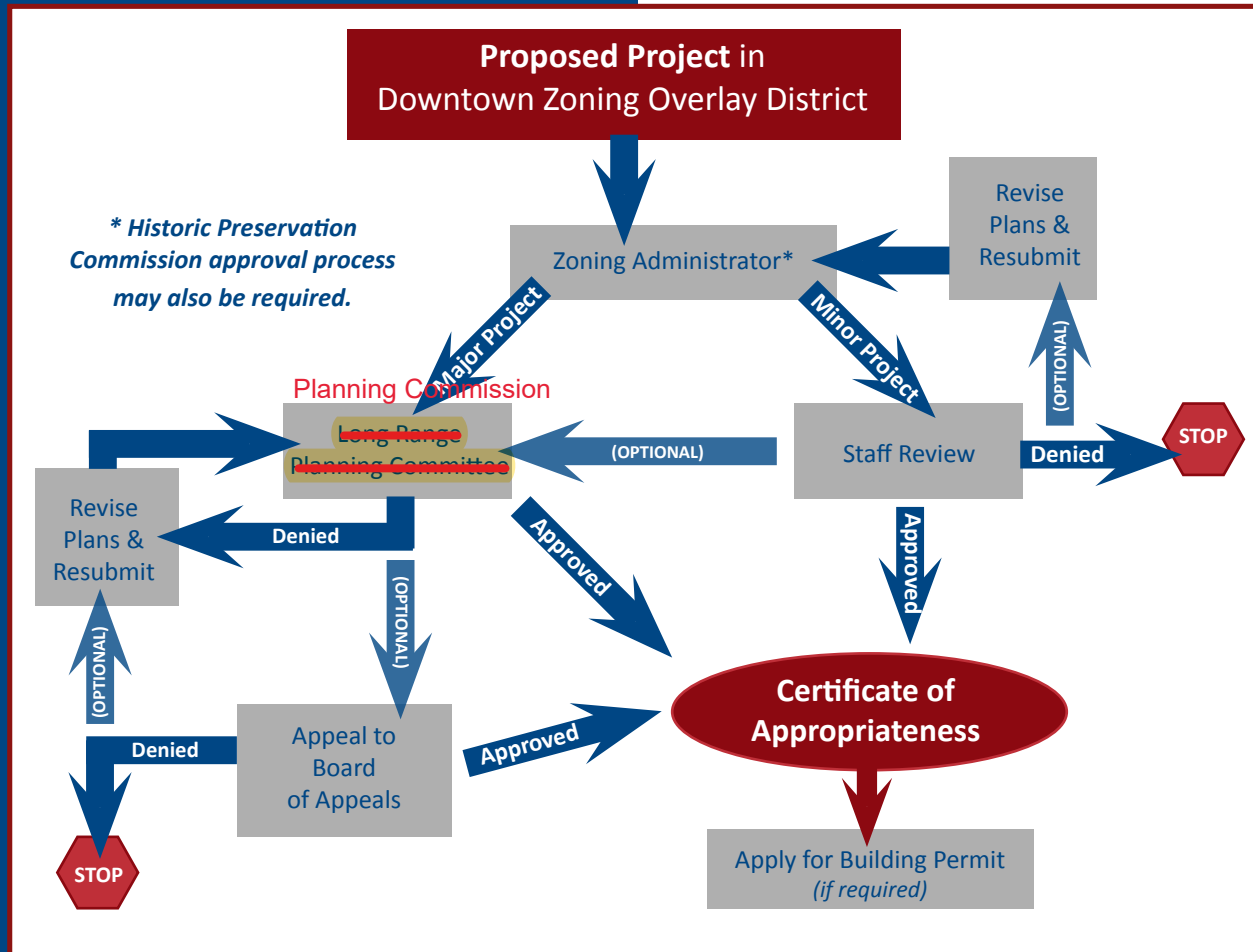 Proposed Project in
Downtown Zoning Overlay District
Revise
Plans &
Resubmit
* Historic Preservation
Commission approval process
may also be required.
Zoning Administrator*
Major Project
Minor Project
(OPTIONAL)
Planning Commission
Long Range
Planning Committee
(OPTIONAL)
Staff Review
Denied
STOP
Revise
Plans &
Resubmit
Denied
Approved
Approved
(OPTIONAL)
(OPTIONAL)
Certificate of
Appropriateness
Denied
Appeal to
Board
of Appeals
Approved
STOP
Apply for Building Permit
(if required)